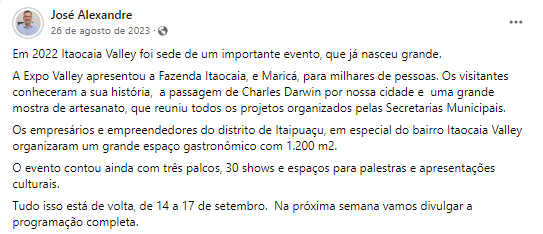 José Alexandre
26 de agosto de 2023 ·
Em 2022 Itaocaia Valley foi sede de um importante evento, que já nasceu grande.
A Expo Valley apresentou a Fazenda Itaocaia, e Maricá, para milhares de pessoas. Os visitantes
conheceram a sua história,  a passagem de Charles Darwin por nossa cidade e  uma grande
mostra de artesanato, que reuniu todos os projetos organizados pelas Secretarias Municipais.
Os empresários e empreendedores do distrito de Itaipuaçu, em especial do bairro Itaocaia Valley
organizaram um grande espaço gastronômico com 1.200 m2.
O evento contou ainda com três palcos, 30 shows e espaços para palestras e apresentações
culturais.
Tudo isso está de volta, de 14 a 17 de setembro.  Na próxima semana vamos divulgar a
programação completa.